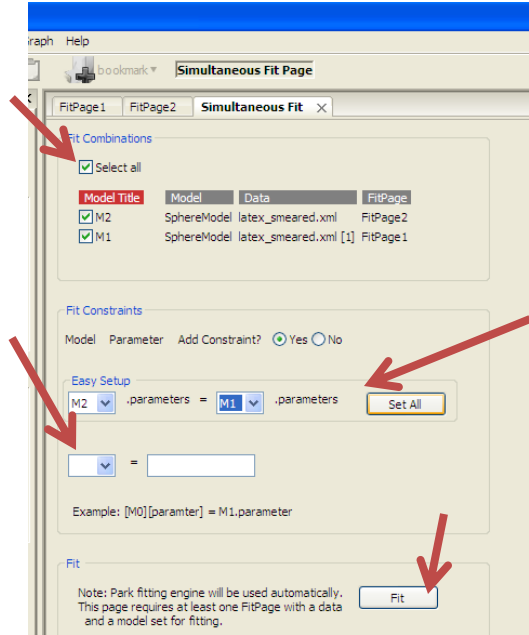 Graph Help
bookmark Simultaneous Fit Page
FitPage1 FitPage2 Simultaneous Fit
Fit Combinations
Select all
Model Title Model Data FitPage
M2 SphereModel latex_smeared.xml FitPage2
M1 SphereModel latex_smeared.xml [1] FitPage1
Fit Constraints
Model Parameter Add Constraint? Yes No
Easy Setup
M2 .parameters = M1 .parameters Set All
=
Example: [M0][paramter] = M1.parameter
Fit
Note: Park fitting engine will be used automatically.
This page requires at least one FitPage with a data
and a model set for fitting.
Fit